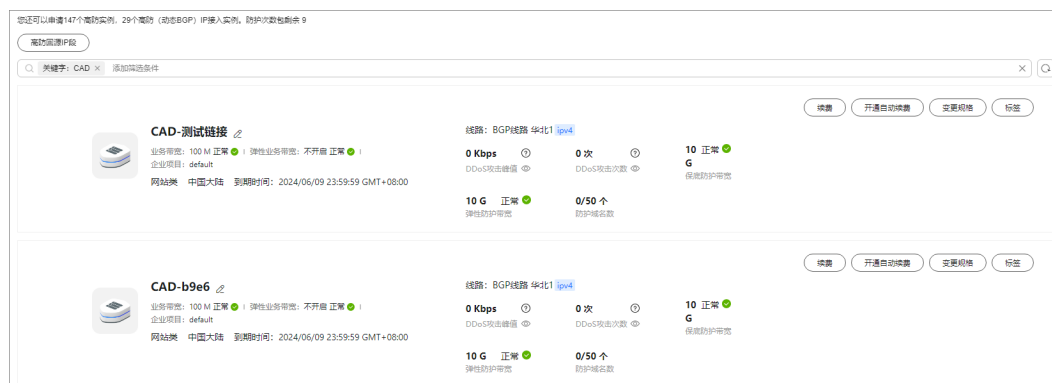 您还可以申请147个高防实例，29个高防（动态BGP）IP接入实例。防护次数包剩余 9
高防回源IP段
关键字：CAD × 添加筛选条件
续费 开通自动续费 变更规格 标签
CAD-测试链接
业务带宽：100 M 正常 弹性业务带宽：不开启 正常
企业项目：default
网站类 中国大陆 到期时间：2024/06/09 23:59:59 GMT+08:00
线路：BGP线路 华北1 ipv4
0 Kbps 0 次
DDoS攻击峰值 DDoS攻击次数
10 G 正常
保底防护带宽
10 G 正常 0/50 个
弹性防护带宽 防护域名数
续费 开通自动续费 变更规格 标签
CAD-b9e6
业务带宽：100 M 正常 弹性业务带宽：不开启 正常
企业项目：default
网站类 中国大陆 到期时间：2024/06/09 23:59:59 GMT+08:00
线路：BGP线路 华北1 ipv4
0 Kbps 0 次
DDoS攻击峰值 DDoS攻击次数
10 G 正常
保底防护带宽
10 G 正常 0/50 个
弹性防护带宽 防护域名数